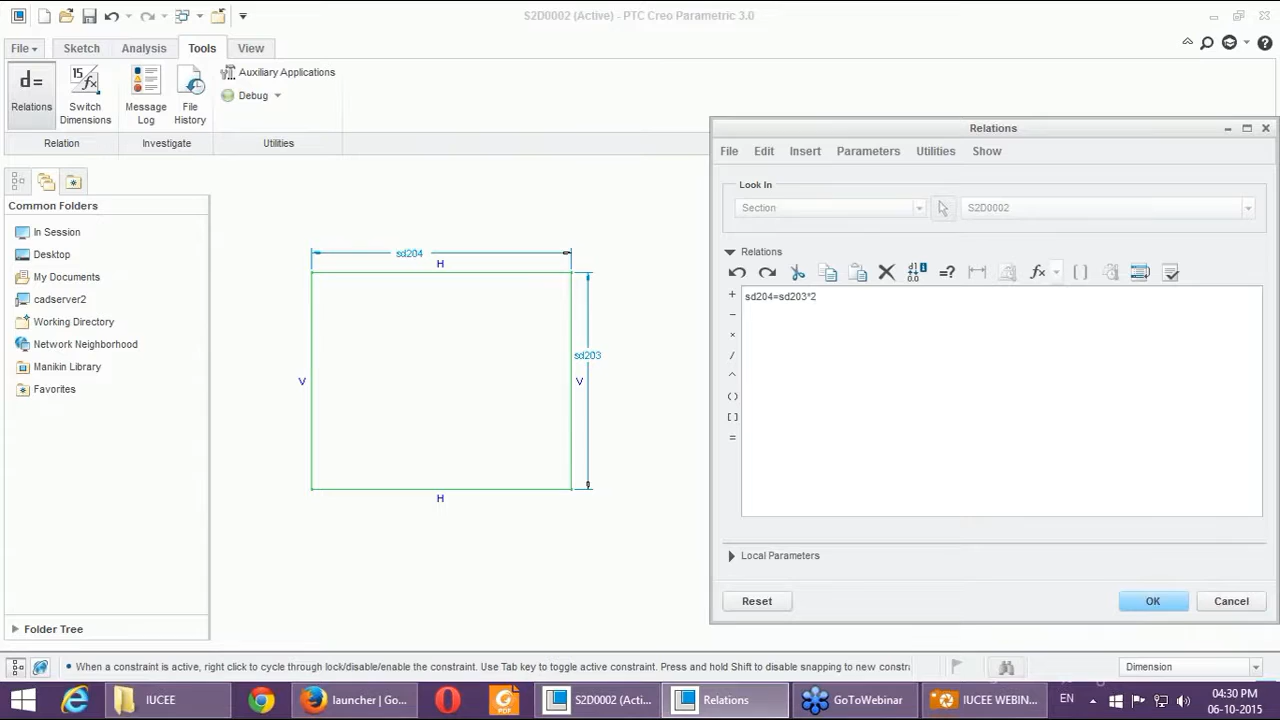 S2D0002 (Active) - PTC Creo Parametric 3.0
File Sketch Analysis Tools View
d= Relations
15 fx Switch Dimensions
Message Log
File History
Auxiliary Applications
Debug
Relation Investigate Utilities
Common Folders
In Session
Desktop
My Documents
cadserver2
Working Directory
Network Neighborhood
Manikin Library
Favorites
Folder Tree
sd204
H
V
sd203
V
H
Relations
File Edit Insert Parameters Utilities Show
Look In
Section S2D0002
Relations
sd204=sd203*2
Local Parameters
Reset OK Cancel
• When a constraint is active, right click to cycle through lock/disable/enable the constraint. Use Tab key to toggle active constraint. Press and hold Shift to disable snapping to new constr
Dimension
IUCEE launcher | Go... S2D0002 (Acti... Relations GoToWebinar IUCEE WEBIN... EN 04:30 PM
06-10-2015